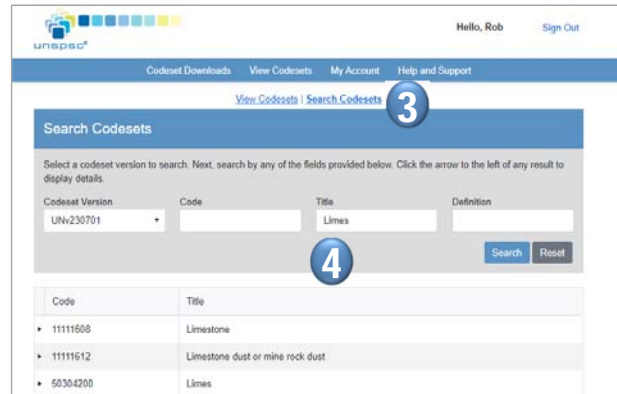 unspsc®
Hello, Rob Sign Out
Codeset Downloads View Codesets My Account Help and Support
View Codesets | Search Codesets
3
Search Codesets
Select a codeset version to search. Next, search by any of the fields provided below. Click the arrow to the left of any result to
display details.
Codeset Version Code Title Definition
UNv230701 Limes
4
Search Reset
Code Title
11111608 Limestone
11111612 Limestone dust or mine rock dust
50304200 Limes